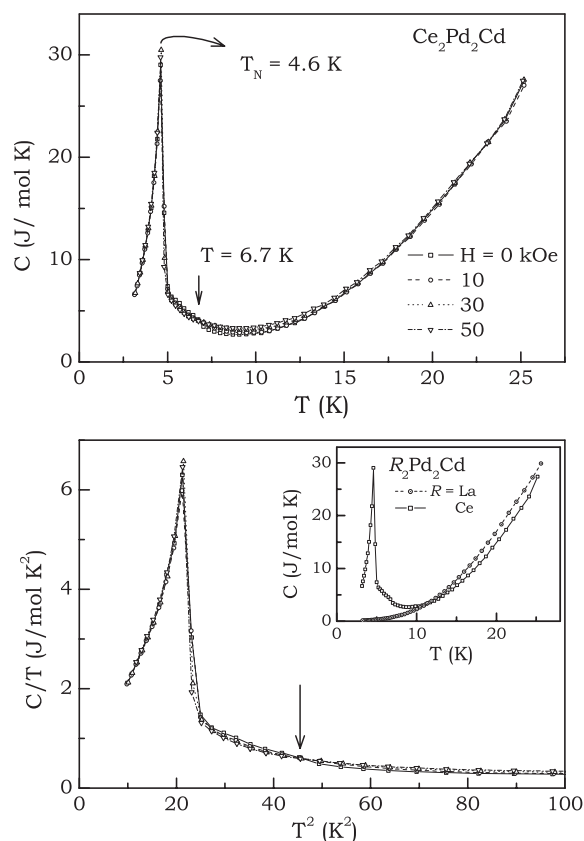 Ce2Pd2Cd
TN = 4.6 K
T = 6.7 K
H = 0 kOe
10
30
50
C (J/ mol K)
30
20
10
0
0 5 10 15 20 25
T (K)
R2Pd2Cd
R = La
Ce
C (J/mol K)
30
20
10
0
0 10 20
T (K)
C/T (J/mol K2)
6
4
2
0
0 20 40 60 80 100
T2 (K2)